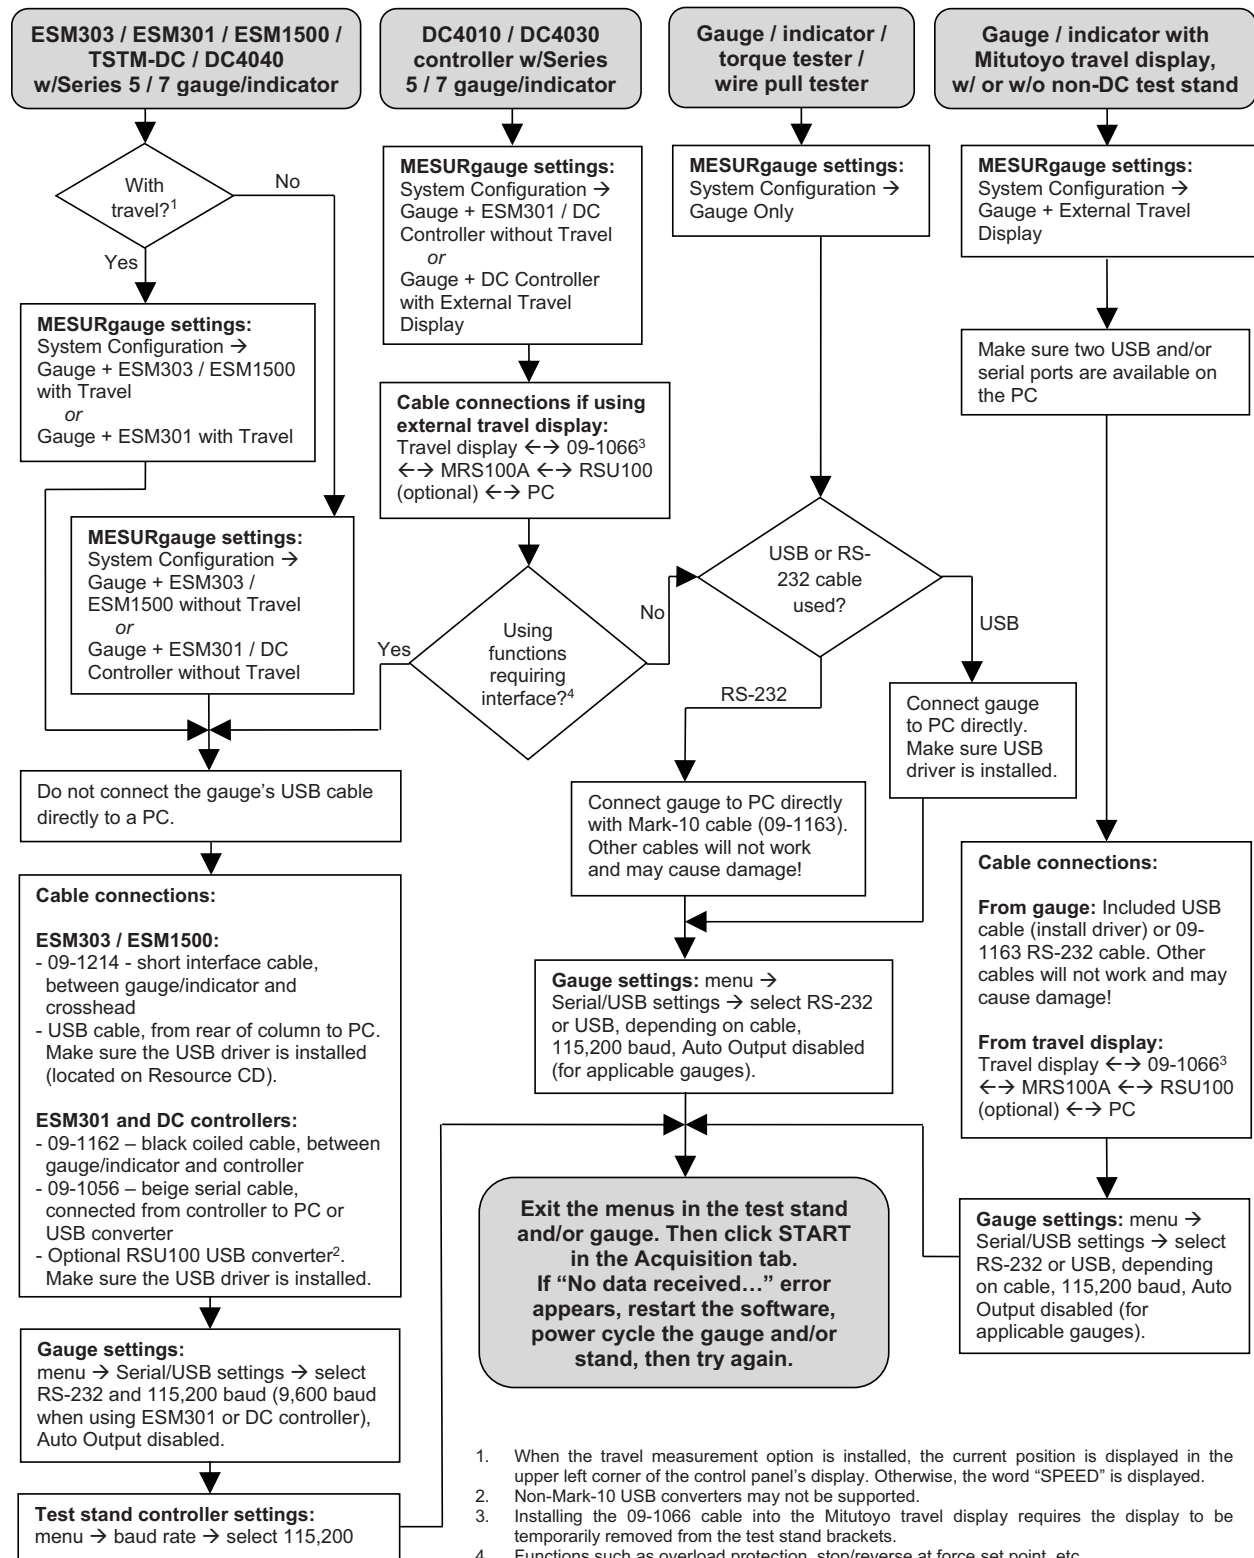 ESM303 / ESM301 / ESM1500 /
TSTM-DC / DC4040
w/Series 5 / 7 gauge/indicator
DC4010 / DC4030
controller w/Series
5 / 7 gauge/indicator
Gauge / indicator /
torque tester /
wire pull tester
Gauge / indicator with
Mitutoyo travel display,
w/ or w/o non-DC test stand
With
travel?¹
No
Yes
MESURgauge settings:
System Configuration →
Gauge + ESM303 / ESM1500
with Travel
or
Gauge + ESM301 with Travel
MESURgauge settings:
System Configuration →
Gauge + ESM303 /
ESM1500 without Travel
or
Gauge + ESM301 / DC
Controller without Travel
MESURgauge settings:
System Configuration →
Gauge + ESM301 / DC
Controller without Travel
or
Gauge + DC Controller
with External Travel
Display
Cable connections if using
external travel display:
Travel display ←→ 09-1066³
←→ MRS100A ←→ RSU100
(optional) ←→ PC
Using
functions
requiring
interface?⁴
Yes
No
MESURgauge settings:
System Configuration →
Gauge Only
USB or RS-
232 cable
used?
USB
RS-232
Connect gauge
to PC directly.
Make sure USB
driver is installed.
Connect gauge to PC directly
with Mark-10 cable (09-1163).
Other cables will not work
and may cause damage!
Gauge settings: menu →
Serial/USB settings → select RS-232
or USB, depending on cable,
115,200 baud, Auto Output disabled
(for applicable gauges).
MESURgauge settings:
System Configuration →
Gauge + External Travel
Display
Make sure two USB and/or
serial ports are available on
the PC
Cable connections:
From gauge: Included USB
cable (install driver) or 09-
1163 RS-232 cable. Other
cables will not work and may
cause damage!
From travel display:
Travel display ←→ 09-1066³
←→ MRS100A ←→ RSU100
(optional) ←→ PC
Gauge settings: menu →
Serial/USB settings → select
RS-232 or USB, depending
on cable, 115,200 baud, Auto
Output disabled (for
applicable gauges).
Do not connect the gauge's USB cable
directly to a PC.
Cable connections:
ESM303 / ESM1500:
- 09-1214 - short interface cable,
between gauge/indicator and
crosshead
- USB cable, from rear of column to PC.
Make sure the USB driver is installed
(located on Resource CD).
ESM301 and DC controllers:
- 09-1162 – black coiled cable, between
gauge/indicator and controller
- 09-1056 – beige serial cable,
connected from controller to PC or
USB converter
- Optional RSU100 USB converter².
Make sure the USB driver is installed.
Gauge settings:
menu → Serial/USB settings → select
RS-232 and 115,200 baud (9,600 baud
when using ESM301 or DC controller),
Auto Output disabled.
Test stand controller settings:
menu → baud rate → select 115,200
Exit the menus in the test stand
and/or gauge. Then click START
in the Acquisition tab.
If “No data received…” error
appears, restart the software,
power cycle the gauge and/or
stand, then try again.
1. When the travel measurement option is installed, the current position is displayed in the
upper left corner of the control panel's display. Otherwise, the word “SPEED” is displayed.
2. Non-Mark-10 USB converters may not be supported.
3. Installing the 09-1066 cable into the Mitutoyo travel display requires the display to be
temporarily removed from the test stand brackets.
4. Functions such as overload protection, stop/reverse at force set point, etc.